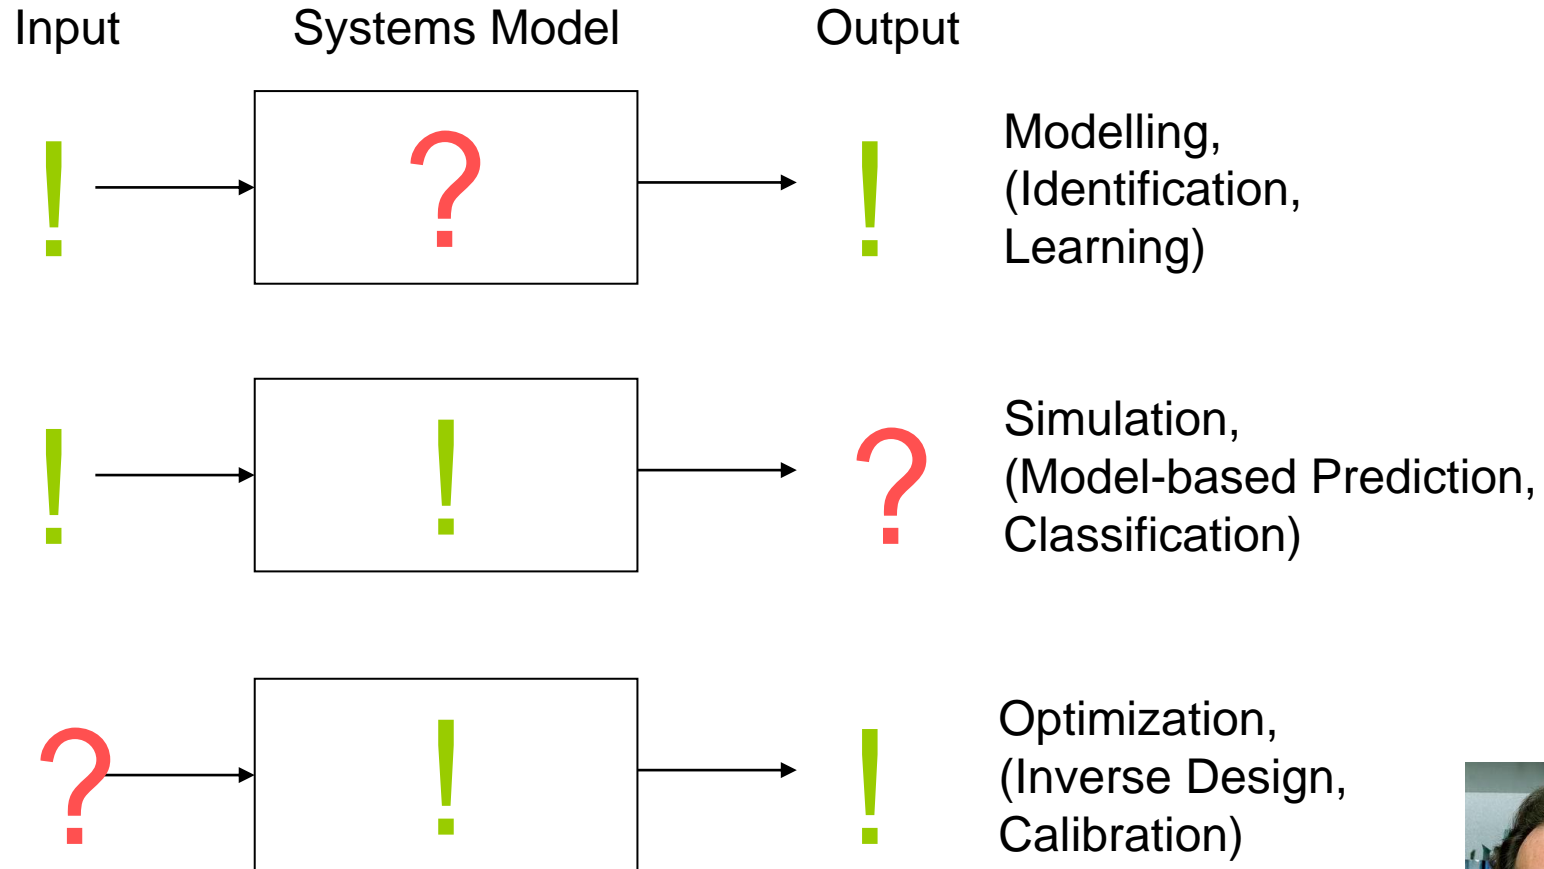 Input Systems Model Output
! ? ! Modelling,
(Identification,
Learning)
! ! ? Simulation,
(Model-based Prediction,
Classification)
? ! ! Optimization,
(Inverse Design,
Calibration)